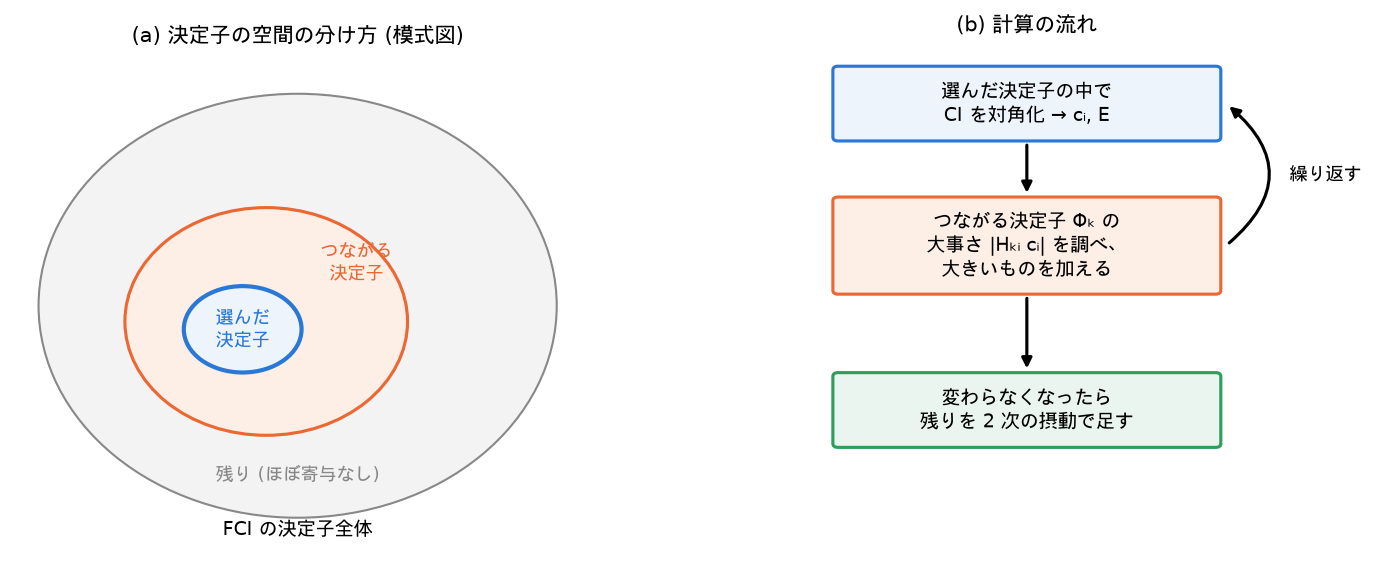 (a) 決定子の空間の分け方 (模式図)
つながる
決定子
選んだ
決定子
残り (ほぼ寄与なし)
FCI の決定子全体
(b) 計算の流れ
選んだ決定子の中で
CI を対角化 → cᵢ, E
つながる決定子 Φₖ の
大事さ |Hₖᵢ cᵢ| を調べ、
大きいものを加える
繰り返す
変わらなくなったら
残りを 2 次の摂動で足す